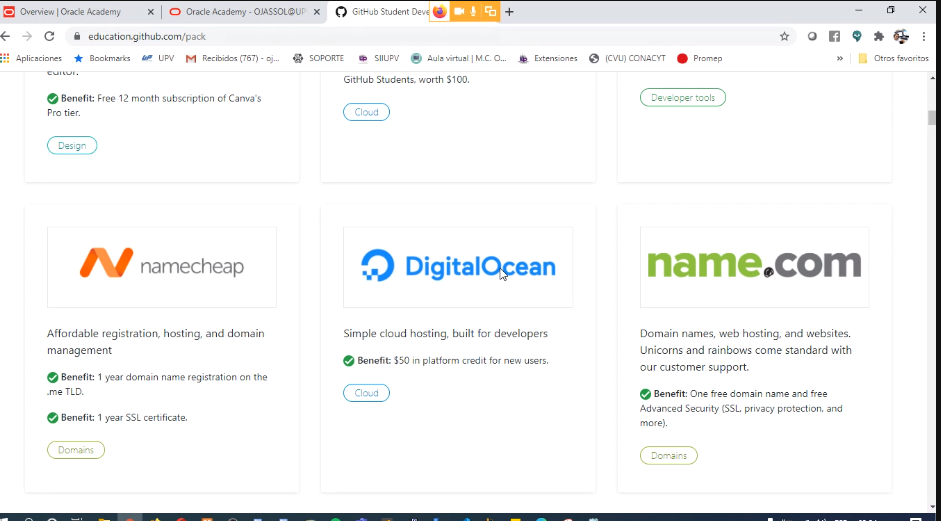 Overview | Oracle Academy
Oracle Academy - OJASSOL@UP
GitHub Student Deve
education.github.com/pack
Aplicaciones
Bookmarks
UPV
Recibidos (767) - oj...
SOPORTE
SIIUPV
Aula virtual | M.C. O...
Extensiones
(CVU) CONACYT
Promep
»
Otros favoritos
editor.
Benefit: Free 12 month subscription of Canva's
Pro tier.
Design
GitHub Students, worth $100.
Cloud
Developer tools
namecheap
Affordable registration, hosting, and domain
management
Benefit: 1 year domain name registration on the
.me TLD.
Benefit: 1 year SSL certificate.
Domains
DigitalOcean
Simple cloud hosting, built for developers
Benefit: $50 in platform credit for new users.
Cloud
name.com
Domain names, web hosting, and websites.
Unicorns and rainbows come standard with
our customer support.
Benefit: One free domain name and free
Advanced Security (SSL, privacy protection, and
more).
Domains